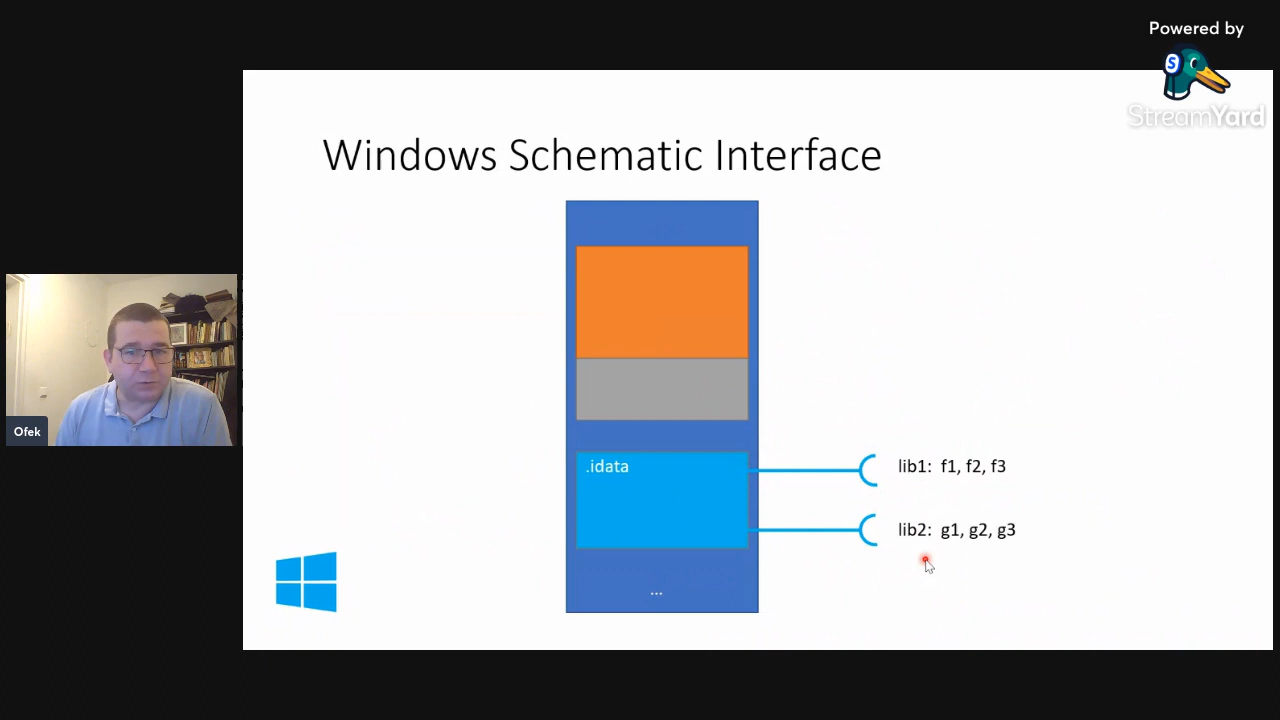 Powered by
StreamYard
Windows Schematic Interface
.idata
lib1: f1, f2, f3
lib2: g1, g2, g3
...
Ofek